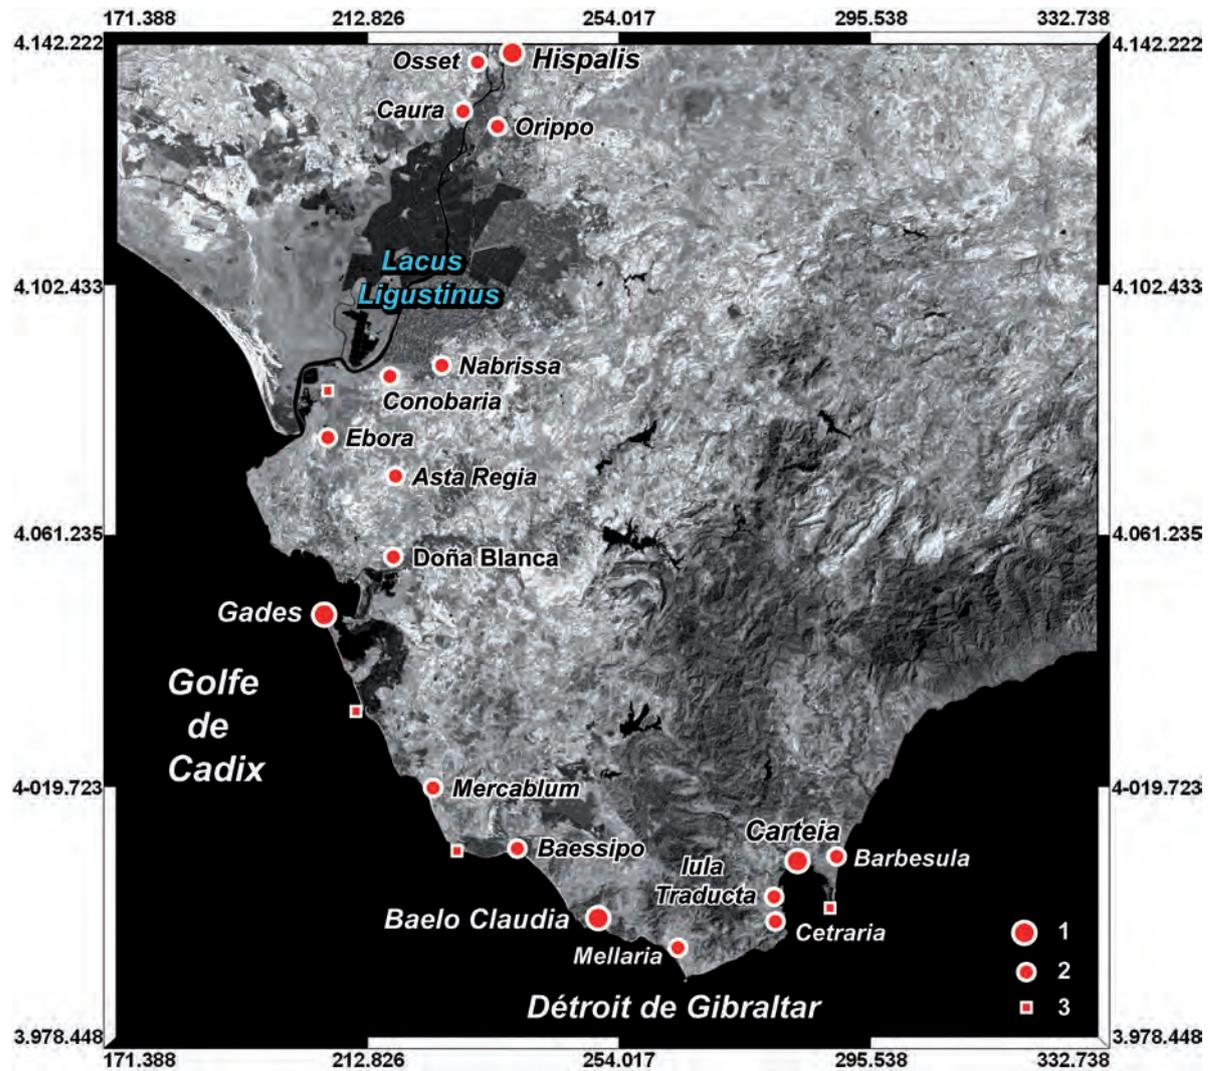 171.388 212.826 254.017 295.538 332.738
4.142.222 4.142.222
Osset Hispalis
Caura Orippo
Lacus
Ligustinus
4.102.433 4.102.433
Nabrissa
Conobaria
Ebora
Asta Regia
4.061.235 4.061.235
Doña Blanca
Gades
Golfe
de
Cadix
4-019.723 4-019.723
Mercablum
Carteia
Baessipo
Barbesula
Iula
Traducta
Baelo Claudia
Cetraria
1
Mellaria
2
Détroit de Gibraltar
3
3.978.448 3.978.448
171.388 212.826 254.017 295.538 332.738